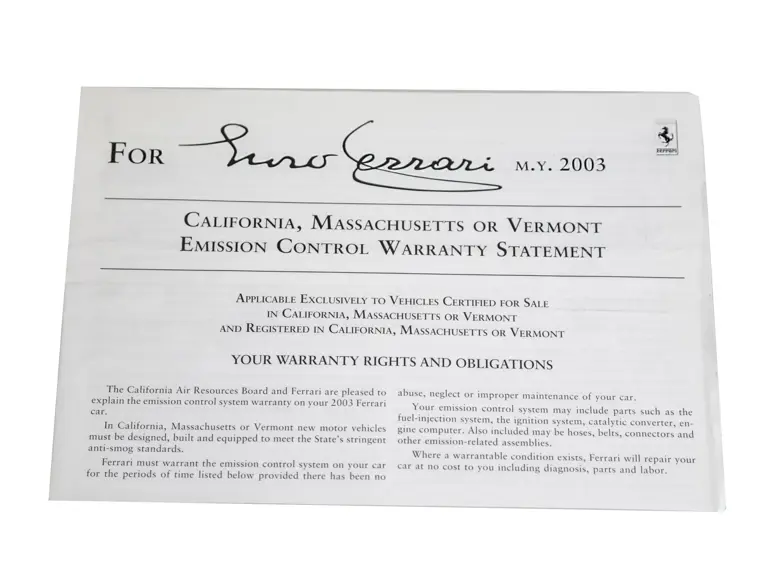 FOR Enzo Ferrari M.Y. 2003
Ferrari
CALIFORNIA, MASSACHUSETTS OR VERMONT
EMISSION CONTROL WARRANTY STATEMENT
APPLICABLE EXCLUSIVELY TO VEHICLES CERTIFIED FOR SALE
IN CALIFORNIA, MASSACHUSETTS OR VERMONT
AND REGISTERED IN CALIFORNIA, MASSACHUSETTS OR VERMONT
YOUR WARRANTY RIGHTS AND OBLIGATIONS
The California Air Resources Board and Ferrari are pleased to
explain the emission control system warranty on your 2003 Ferrari
car.
In California, Massachusetts or Vermont new motor vehicles
must be designed, built and equipped to meet the State's stringent
anti-smog standards.
Ferrari must warrant the emission control system on your car
for the periods of time listed below provided there has been no
abuse, neglect or improper maintenance of your car.
Your emission control system may include parts such as the
fuel-injection system, the ignition system, catalytic converter, en-
gine computer. Also included may be hoses, belts, connectors and
other emission-related assemblies.
Where a warrantable condition exists, Ferrari will repair your
car at no cost to you including diagnosis, parts and labor.